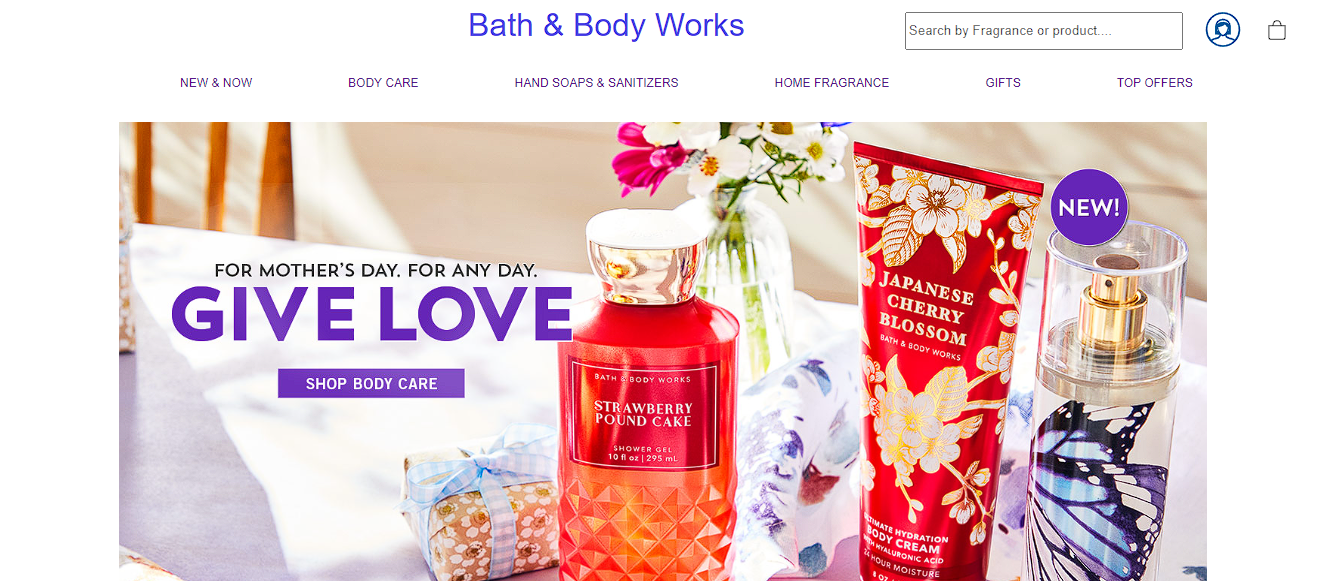 Bath & Body Works
Search by Fragrance or product....
NEW & NOW
BODY CARE
HAND SOAPS & SANITIZERS
HOME FRAGRANCE
GIFTS
TOP OFFERS
FOR MOTHER'S DAY. FOR ANY DAY.
GIVE LOVE
SHOP BODY CARE
BATH & BODY WORKS
STRAWBERRY
POUND CAKE
SHOWER GEL
10 fl oz | 295 mL
JAPANESE
CHERRY
BLOSSOM
BATH & BODY WORKS
ULTIMATE HYDRATION
BODY CREAM
WITH HYALURONIC ACID
24 HOUR MOISTURE
NEW!